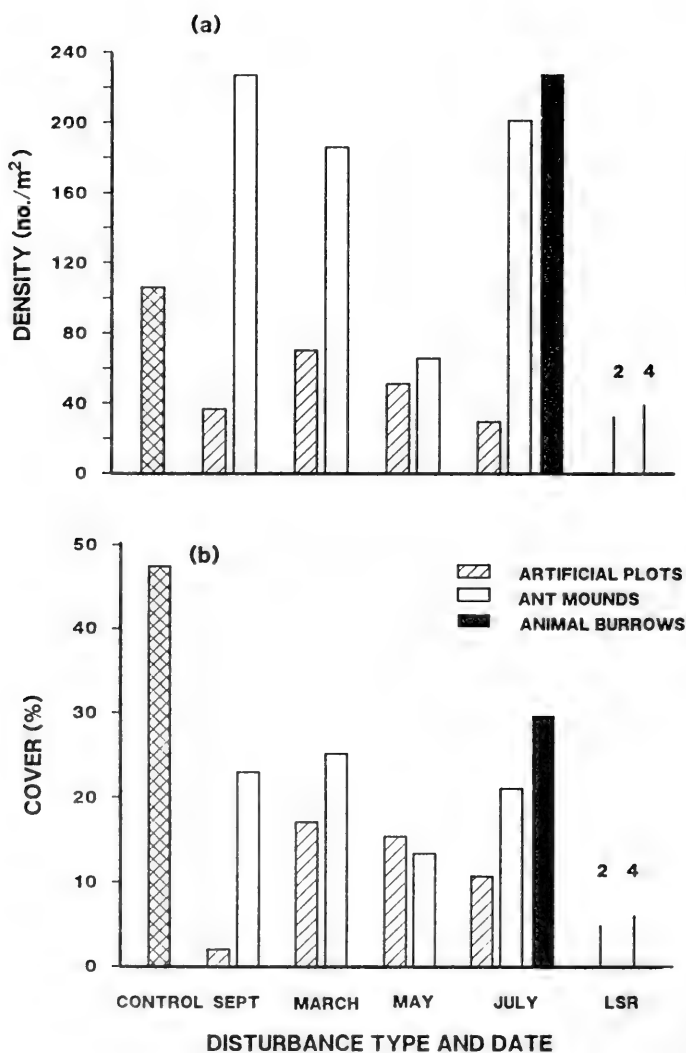 (a)
240
200
160
120
80
40
0
DENSITY (no./m²)
2 4
(b)
50
40
30
20
10
0
COVER (%)
ARTIFICIAL PLOTS
ANT MOUNDS
ANIMAL BURROWS
2 4
CONTROL SEPT MARCH MAY JULY LSR
DISTURBANCE TYPE AND DATE